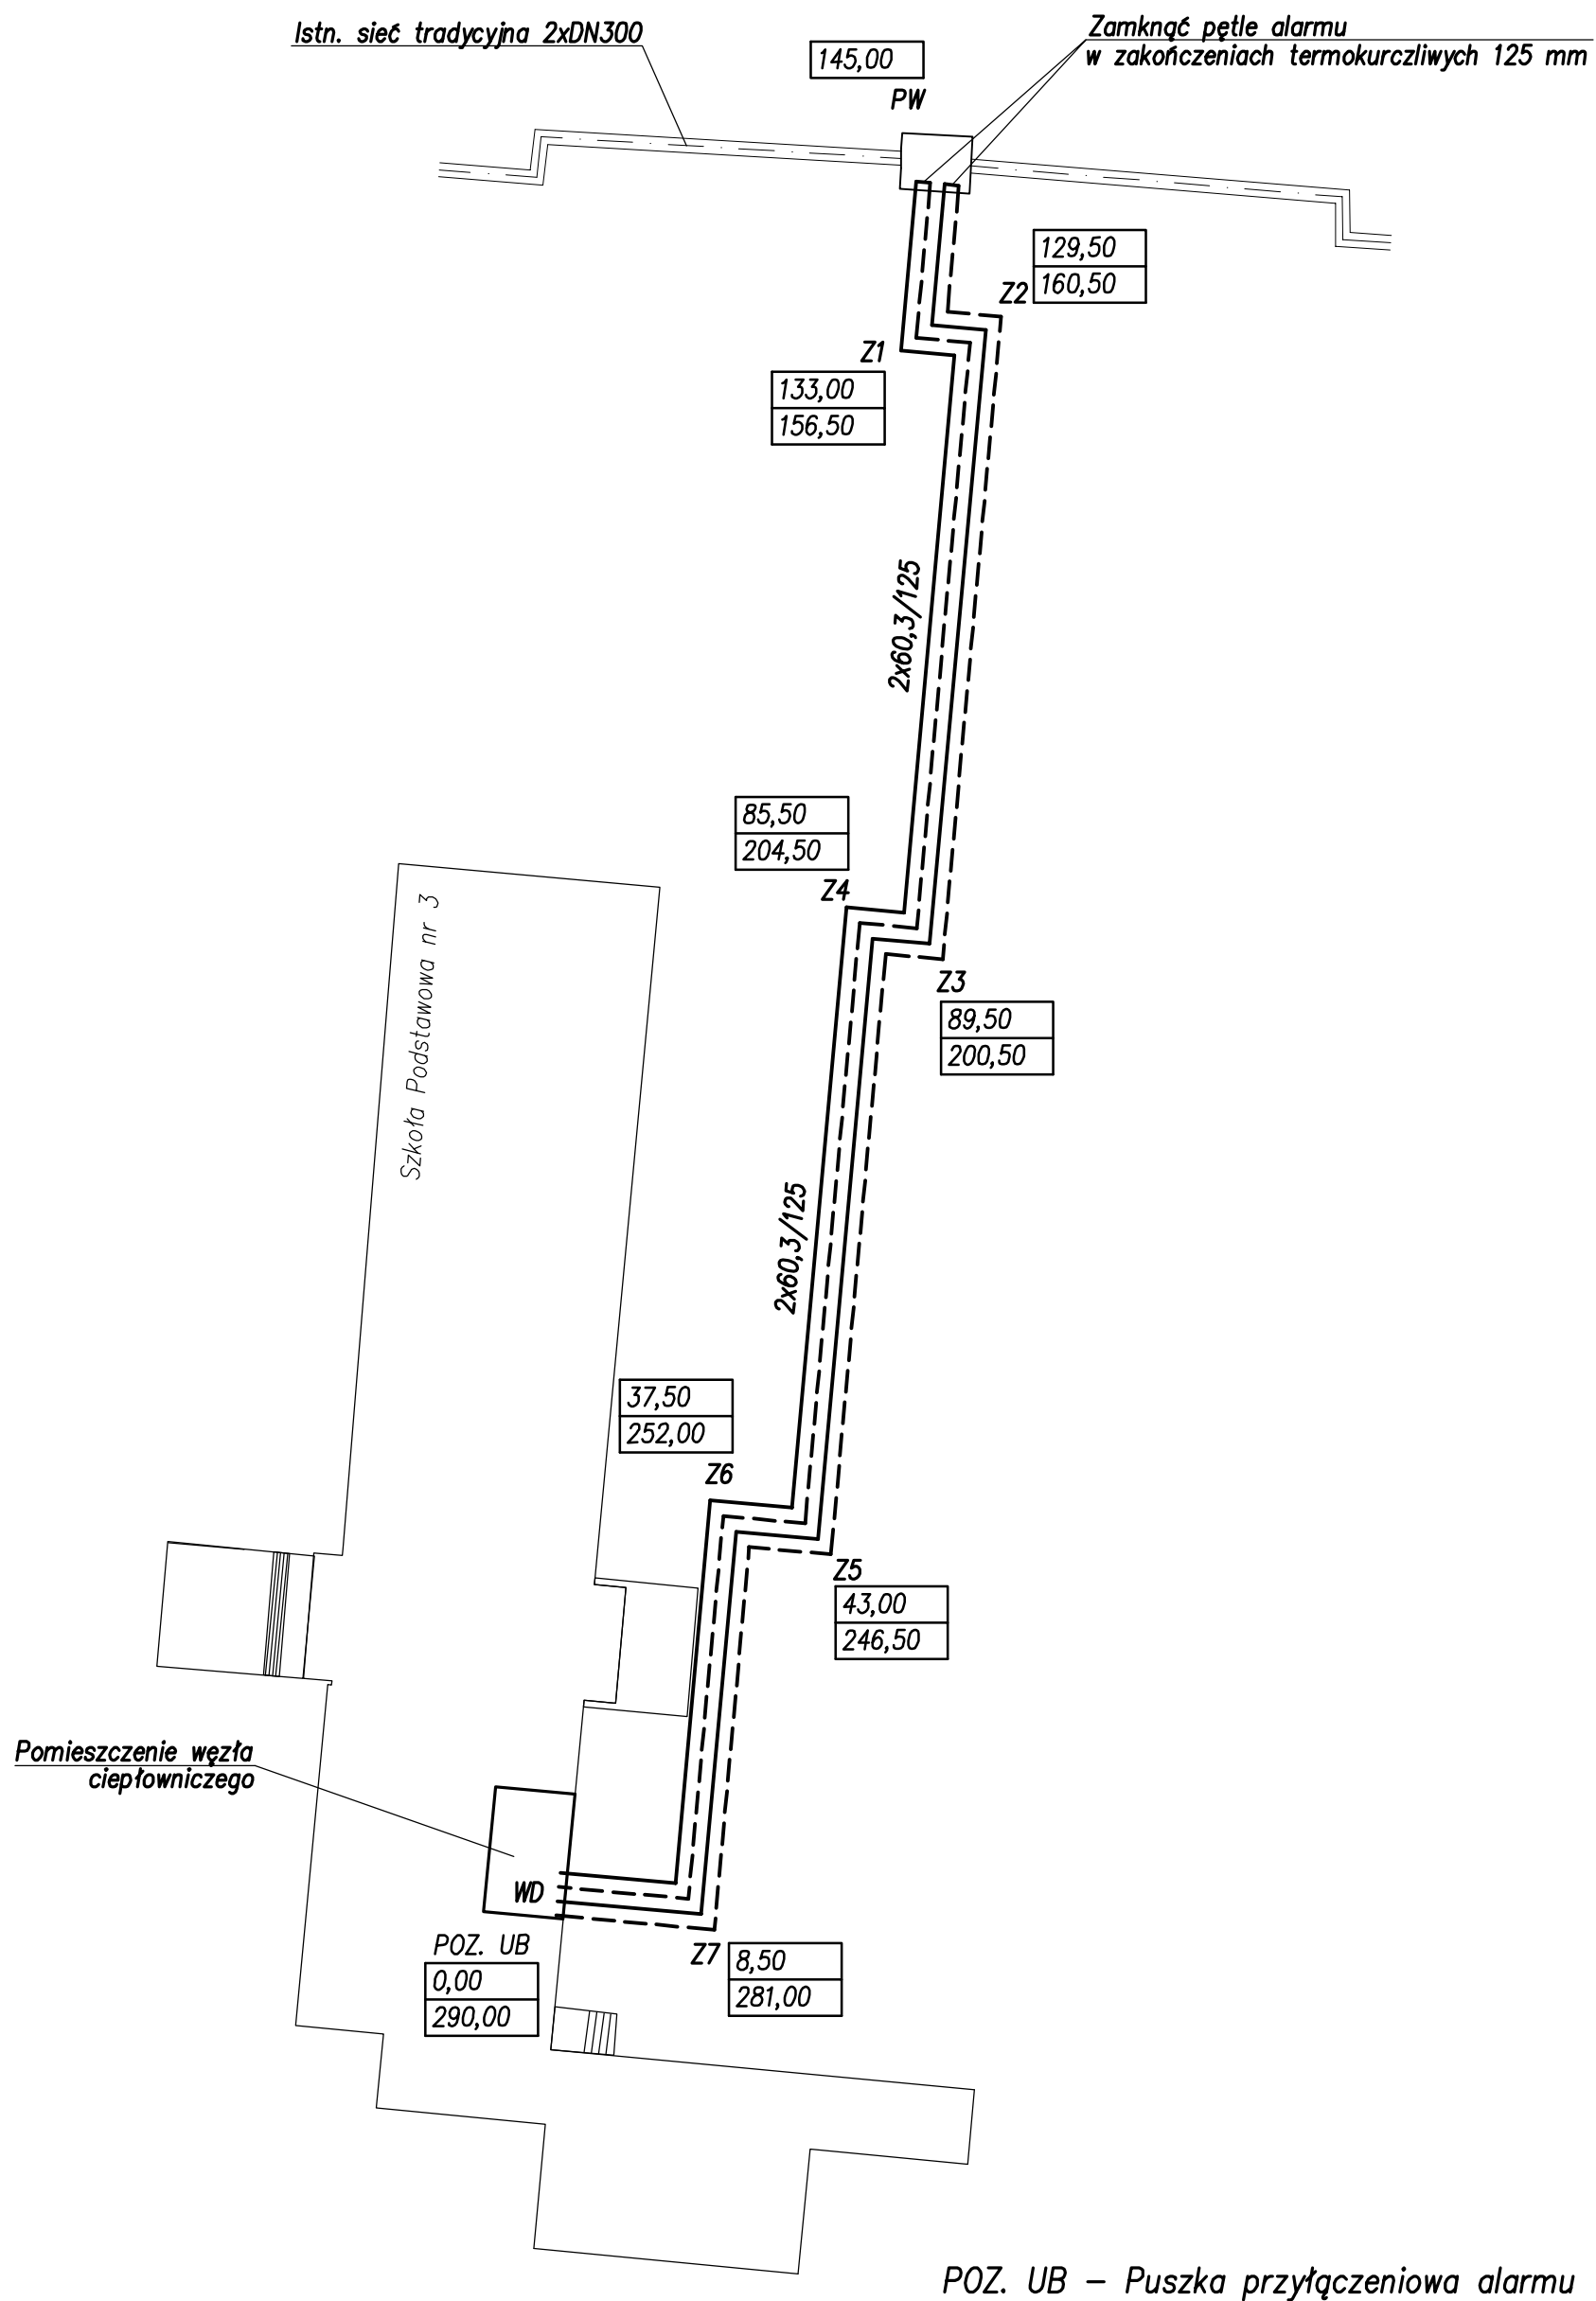 Istn. sieć tradycyjna 2xDN300
Zamknąć pętle alarmu
w zakończeniach termokurczliwych 125 mm
145,00
PW
129,50
160,50
Z2
Z1
133,00
156,50
2x60,3/125
85,50
204,50
Z4
Szkoła Podstawowa nr 3
Z3
89,50
200,50
2x60,3/125
37,50
252,00
Z6
Z5
43,00
246,50
Pomieszczenie węzła
ciepłowniczego
WD
POZ. UB
0,00
290,00
Z7
8,50
281,00
POZ. UB – Puszka przyłączeniowa alarmu